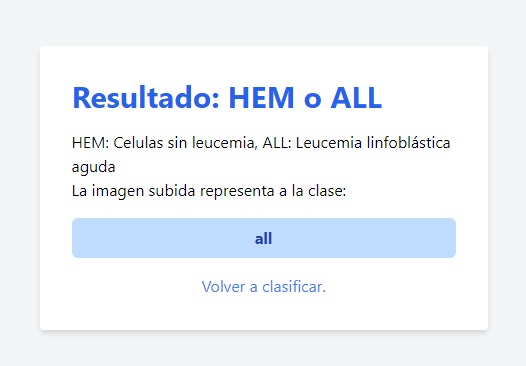 Resultado: HEM o ALL
HEM: Celulas sin leucemia, ALL: Leucemia linfoblástica
aguda
La imagen subida representa a la clase:
all
Volver a clasificar.